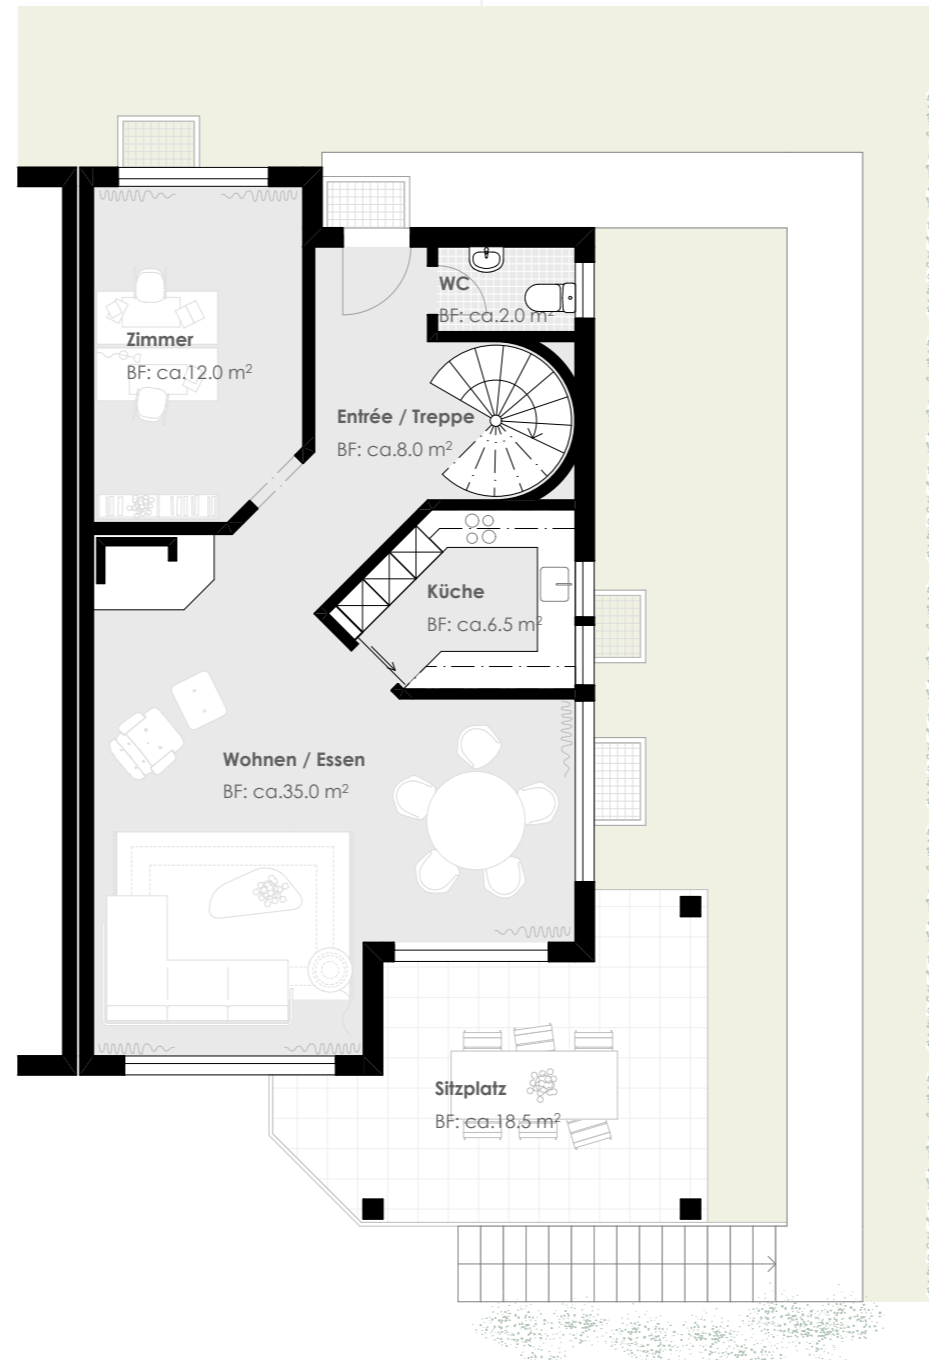 WC
BF: ca.2.0 m²
Zimmer
BF: ca.12.0 m²
Entrée / Treppe
BF: ca.8.0 m²
Küche
BF: ca.6.5 m²
Wohnen / Essen
BF: ca.35.0 m²
Sitzplatz
BF: ca.18.5 m²